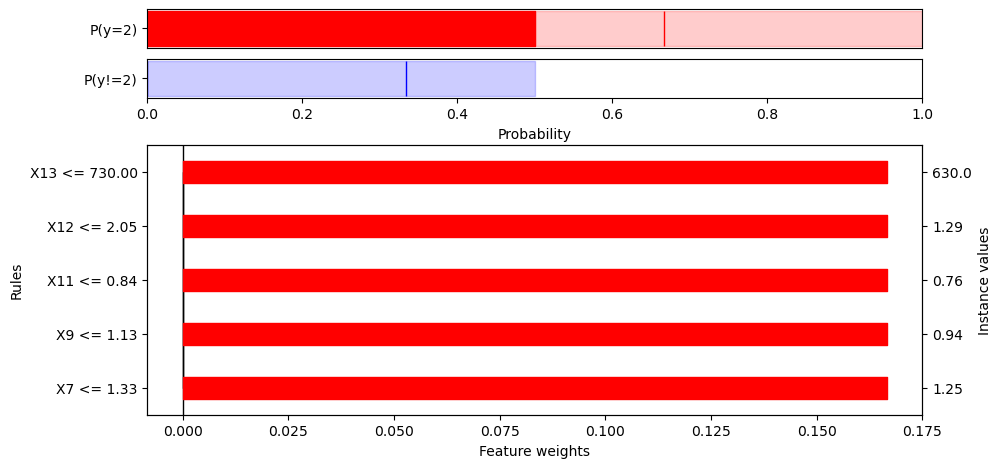 P(y=2)
P(y!=2)
0.0 0.2 0.4 0.6 0.8 1.0
Probability
X13 <= 730.00 630.0
X12 <= 2.05 1.29
X11 <= 0.84 0.76
X9 <= 1.13 0.94
X7 <= 1.33 1.25
Rules
Instance values
0.000 0.025 0.050 0.075 0.100 0.125 0.150 0.175
Feature weights